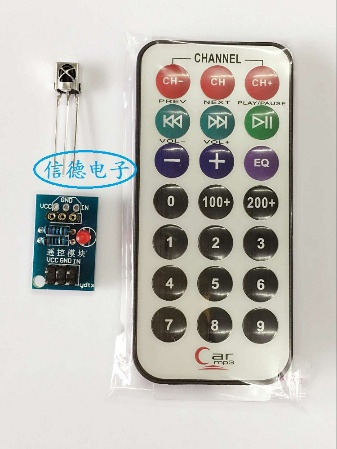 CHANNEL
CH− CH CH+
PREV NEXT PLAY/PAUSE
VOL− VOL+
− + EQ
0 100+ 200+
1 2 3
4 5 6
7 8 9
Car
mp3
信德电子
GND
VCC IN
遥控模块
VCC GND IN
ydtx